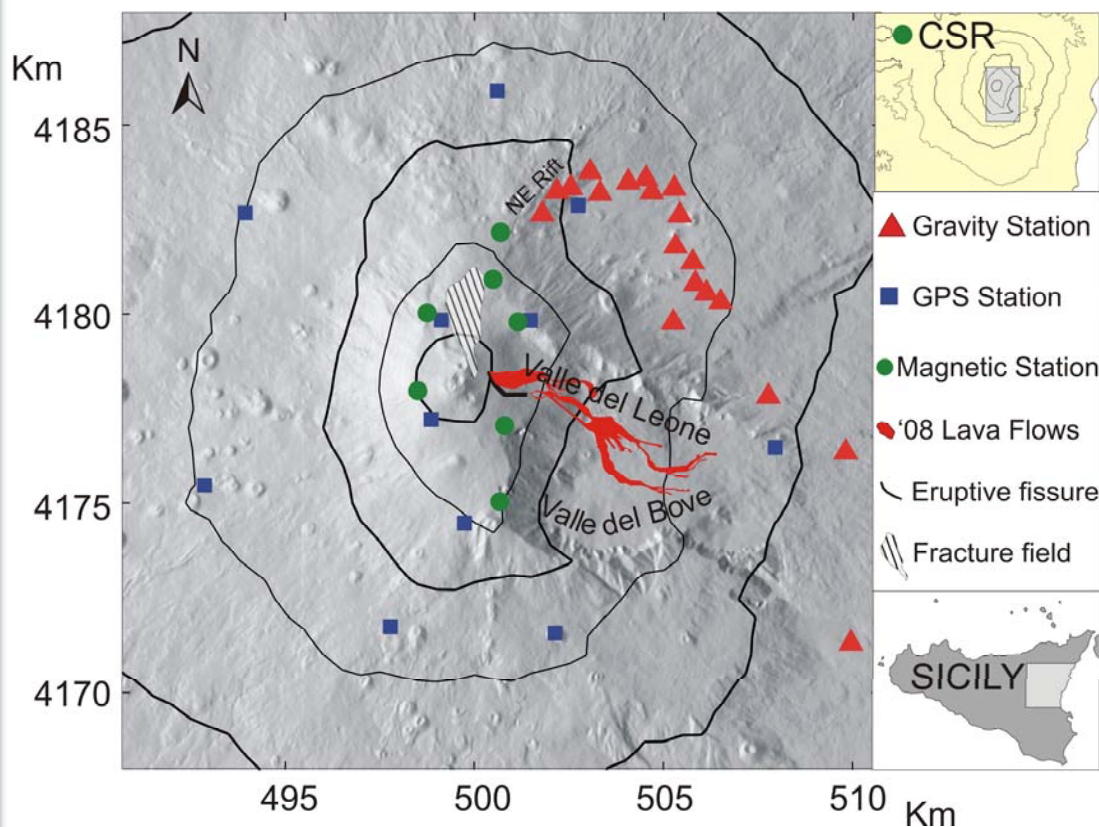 Km
N
4185
4180
4175
4170
495
500
505
510
Km
NE Rift
Valle del Leone
Valle del Bove
CSR
Gravity Station
GPS Station
Magnetic Station
‘08 Lava Flows
Eruptive fissure
Fracture field
SICILY